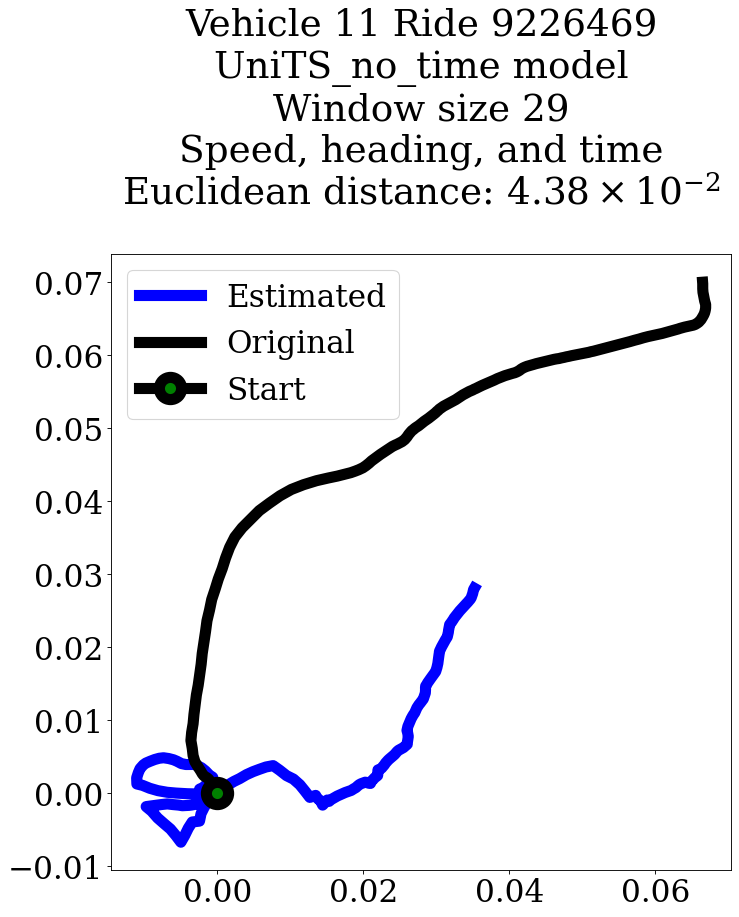 Vehicle 11 Ride 9226469
UniTS_no_time model
Window size 29
Speed, heading, and time
Euclidean distance: 4.38 × 10⁻²
Estimated
Original
Start
0.07
0.06
0.05
0.04
0.03
0.02
0.01
0.00
−0.01
0.00 0.02 0.04 0.06